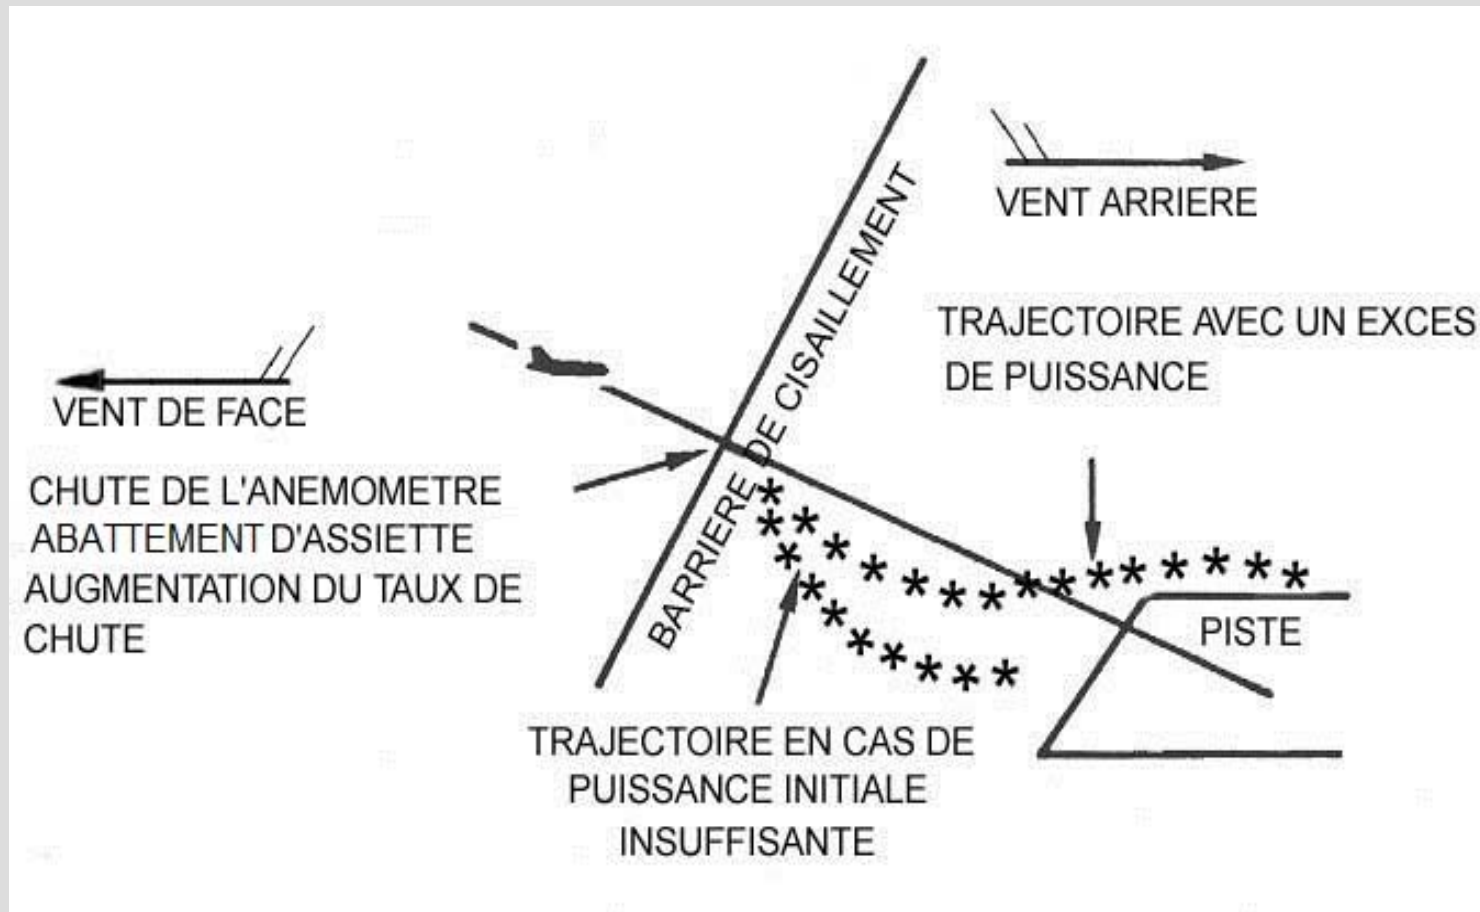 VENT ARRIERE
BARRIERE DE CISAILLEMENT
TRAJECTOIRE AVEC UN EXCES
DE PUISSANCE
VENT DE FACE
CHUTE DE L'ANEMOMETRE
ABATTEMENT D'ASSIETTE
AUGMENTATION DU TAUX DE
CHUTE
PISTE
TRAJECTOIRE EN CAS DE
PUISSANCE INITIALE
INSUFFISANTE